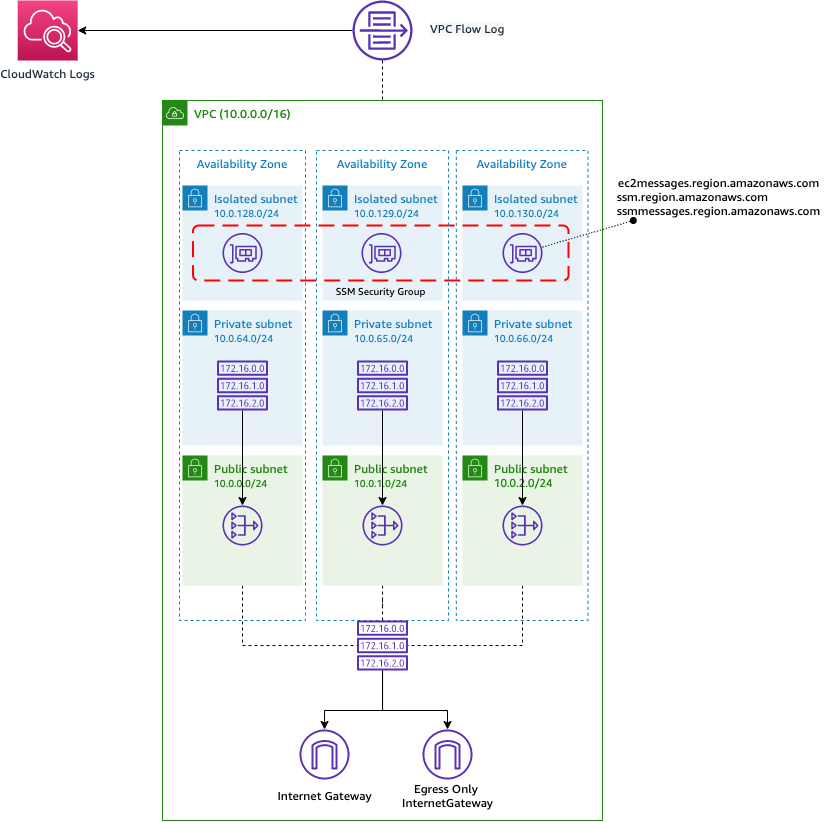 VPC Flow Log
CloudWatch Logs
VPC (10.0.0.0/16)
Availability Zone
Availability Zone
Availability Zone
ec2messages.region.amazonaws.com
ssm.region.amazonaws.com
ssmmessages.region.amazonaws.com
Isolated subnet
10.0.128.0/24
Isolated subnet
10.0.129.0/24
Isolated subnet
10.0.130.0/24
SSM Security Group
Private subnet
10.0.64.0/24
Private subnet
10.0.65.0/24
Private subnet
10.0.66.0/24
172.16.0.0
172.16.1.0
172.16.2.0
172.16.0.0
172.16.1.0
172.16.2.0
172.16.0.0
172.16.1.0
172.16.2.0
Public subnet
10.0.0.0/24
Public subnet
10.0.1.0/24
Public subnet
10.0.2.0/24
172.16.0.0
172.16.1.0
172.16.2.0
Internet Gateway
Egress Only
InternetGateway